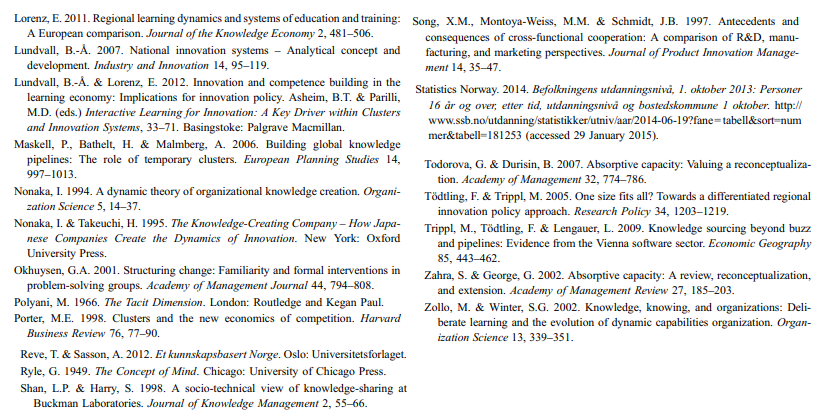 Lorenz, E. 2011. Regional learning dynamics and systems of education and training:
A European comparison. Journal of the Knowledge Economy 2, 481–506.
Lundvall, B.-Å. 2007. National innovation systems – Analytical concept and
development. Industry and Innovation 14, 95–119.
Lundvall, B.-Å. & Lorenz, E. 2012. Innovation and competence building in the
learning economy: Implications for innovation policy. Asheim, B.T. & Parilli,
M.D. (eds.) Interactive Learning for Innovation: A Key Driver within Clusters
and Innovation Systems, 33–71. Basingstoke: Palgrave Macmillan.
Maskell, P., Bathelt, H. & Malmberg, A. 2006. Building global knowledge
pipelines: The role of temporary clusters. European Planning Studies 14,
997–1013.
Nonaka, I. 1994. A dynamic theory of organizational knowledge creation. Organi-
zation Science 5, 14–37.
Nonaka, I. & Takeuchi, H. 1995. The Knowledge-Creating Company – How Japa-
nese Companies Create the Dynamics of Innovation. New York: Oxford
University Press.
Okhuysen, G.A. 2001. Structuring change: Familiarity and formal interventions in
problem-solving groups. Academy of Management Journal 44, 794–808.
Polyani, M. 1966. The Tacit Dimension. London: Routledge and Kegan Paul.
Porter, M.E. 1998. Clusters and the new economics of competition. Harvard
Business Review 76, 77–90.
Reve, T. & Sasson, A. 2012. Et kunnskapsbasert Norge. Oslo: Universitetsforlaget.
Ryle, G. 1949. The Concept of Mind. Chicago: University of Chicago Press.
Shan, L.P. & Harry, S. 1998. A socio-technical view of knowledge-sharing at
Buckman Laboratories. Journal of Knowledge Management 2, 55–66.
Song, X.M., Montoya-Weiss, M.M. & Schmidt, J.B. 1997. Antecedents and
consequences of cross-functional cooperation: A comparison of R&D, manu-
facturing, and marketing perspectives. Journal of Product Innovation Manage-
ment 14, 35–47.
Statistics Norway. 2014. Befolkningens utdanningsnivå, 1. oktober 2013: Personer
16 år og over, etter tid, utdanningsnivå og bostedskommune 1 oktober. http://
www.ssb.no/utdanning/statistikker/utniv/aar/2014-06-19?fane=tabell&sort=num
mer&tabell=181253 (accessed 29 January 2015).
Todorova, G. & Durisin, B. 2007. Absorptive capacity: Valuing a reconceptualiza-
tion. Academy of Management 32, 774–786.
Tödtling, F. & Trippl, M. 2005. One size fits all? Towards a differentiated regional
innovation policy approach. Research Policy 34, 1203–1219.
Trippl, M., Tödtling, F. & Lengauer, L. 2009. Knowledge sourcing beyond buzz
and pipelines: Evidence from the Vienna software sector. Economic Geography
85, 443–462.
Zahra, S. & George, G. 2002. Absorptive capacity: A review, reconceptualization,
and extension. Academy of Management Review 27, 185–203.
Zollo, M. & Winter, S.G. 2002. Knowledge, knowing, and organizations: Deli-
berate learning and the evolution of dynamic capabilities organization. Organ-
ization Science 13, 339–351.